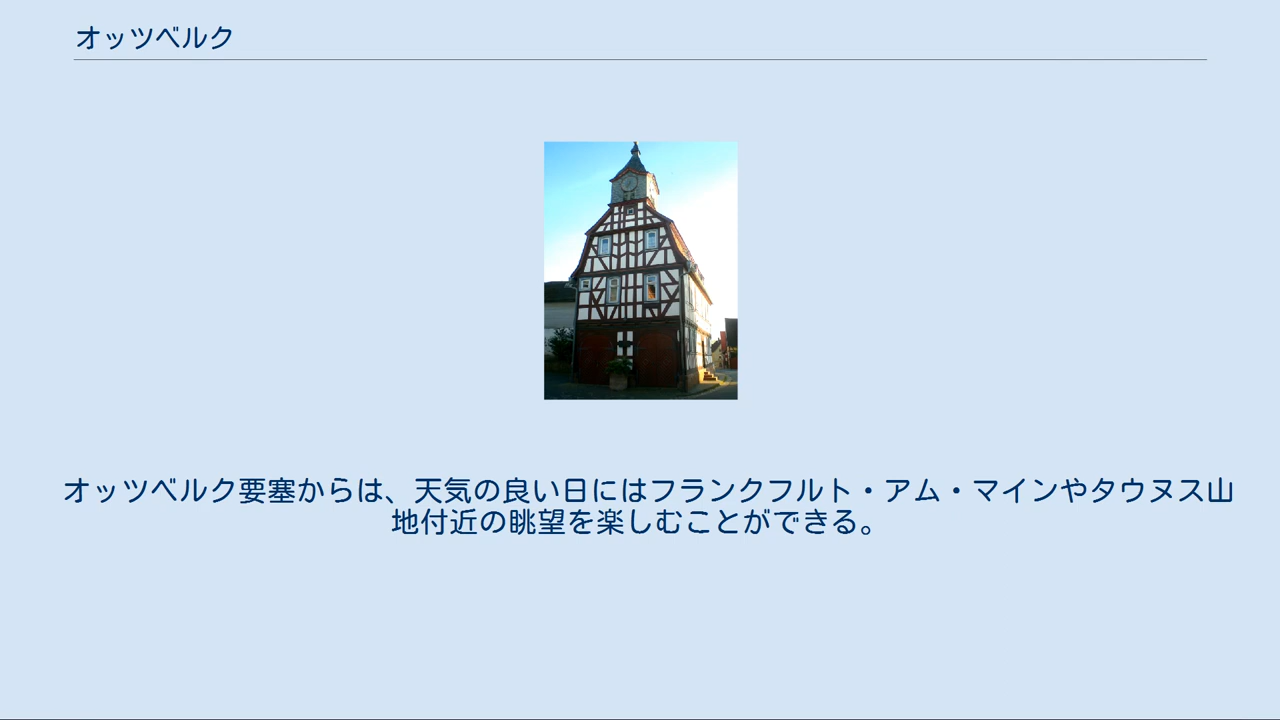 オッツベルク
オッツベルク要塞からは、天気の良い日にはフランクフルト・アム・マインやタウヌス山
地付近の眺望を楽しむことができる。